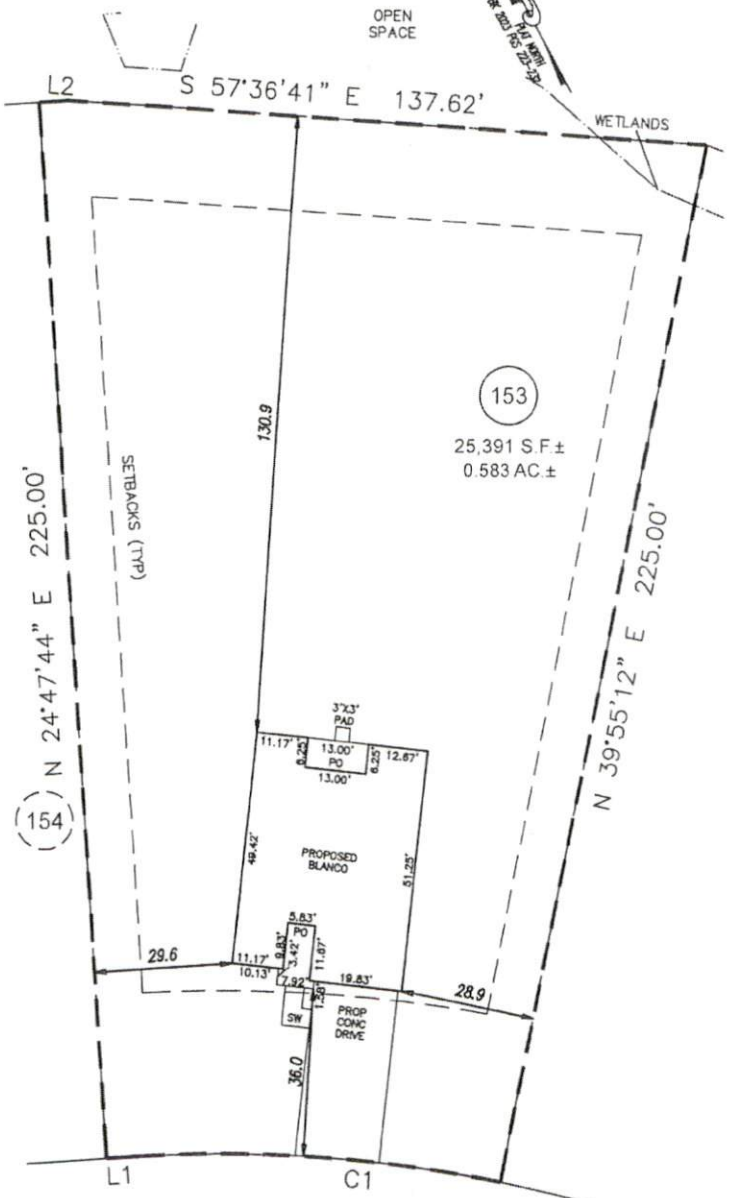 OPEN
SPACE
PLAT NORTH
L2
S 57°36'41" E 137.62'
WETLANDS
130.9
153
25,391 S.F.±
0.583 AC.±
SETBACKS (TYP)
N 24°47'44" E 225.00'
N 39°55'12" E 225.00'
154
3'X3'
PAD
11.17'
6.25'
13.00'
PO
13.00'
6.25'
12.67'
49.42'
PROPOSED
BLANCO
51.25'
5.83'
PO
9.83'
3.42'
11.67'
29.6
11.17'
10.13'
7.92'
19.83'
28.9
SW
PROP
CONC
DRIVE
36.0
L1
C1